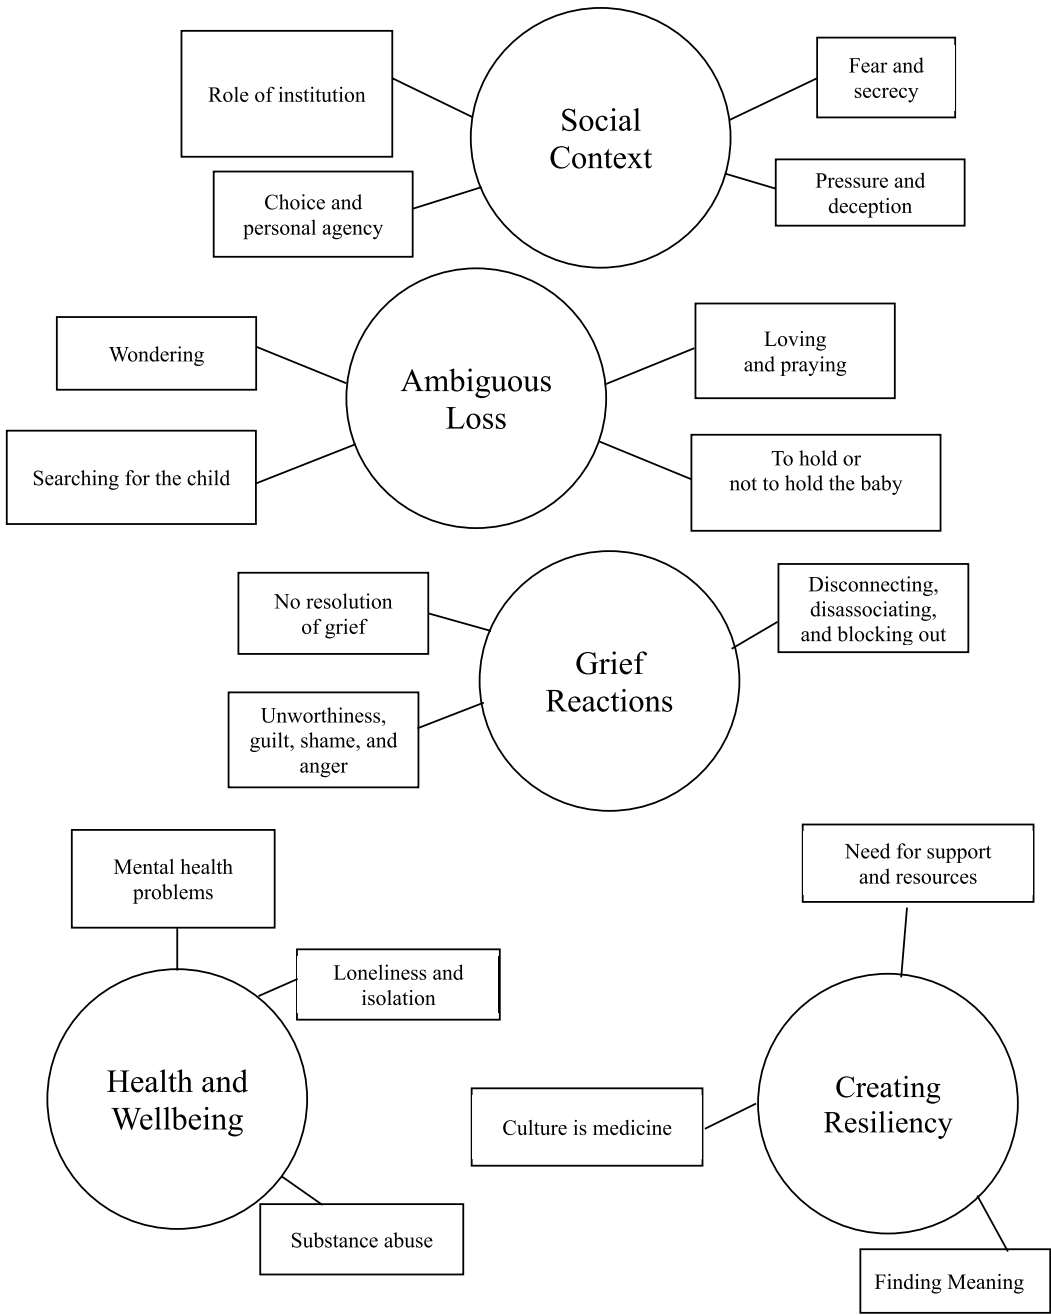 Role of institution
Social
Context
Fear and
secrecy
Choice and
personal agency
Pressure and
deception
Wondering
Ambiguous
Loss
Loving
and praying
Searching for the child
To hold or
not to hold the baby
No resolution
of grief
Grief
Reactions
Disconnecting,
disassociating,
and blocking out
Unworthiness,
guilt, shame, and
anger
Mental health
problems
Loneliness and
isolation
Health and
Wellbeing
Substance abuse
Need for support
and resources
Culture is medicine
Creating
Resiliency
Finding Meaning